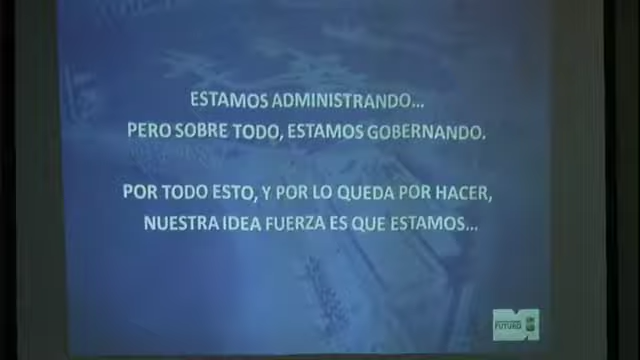 ESTAMOS ADMINISTRANDO...
PERO SOBRE TODO, ESTAMOS GOBERNANDO.
POR TODO ESTO, Y POR LO QUEDA POR HACER,
NUESTRA IDEA FUERZA ES QUE ESTAMOS...
FUTURO